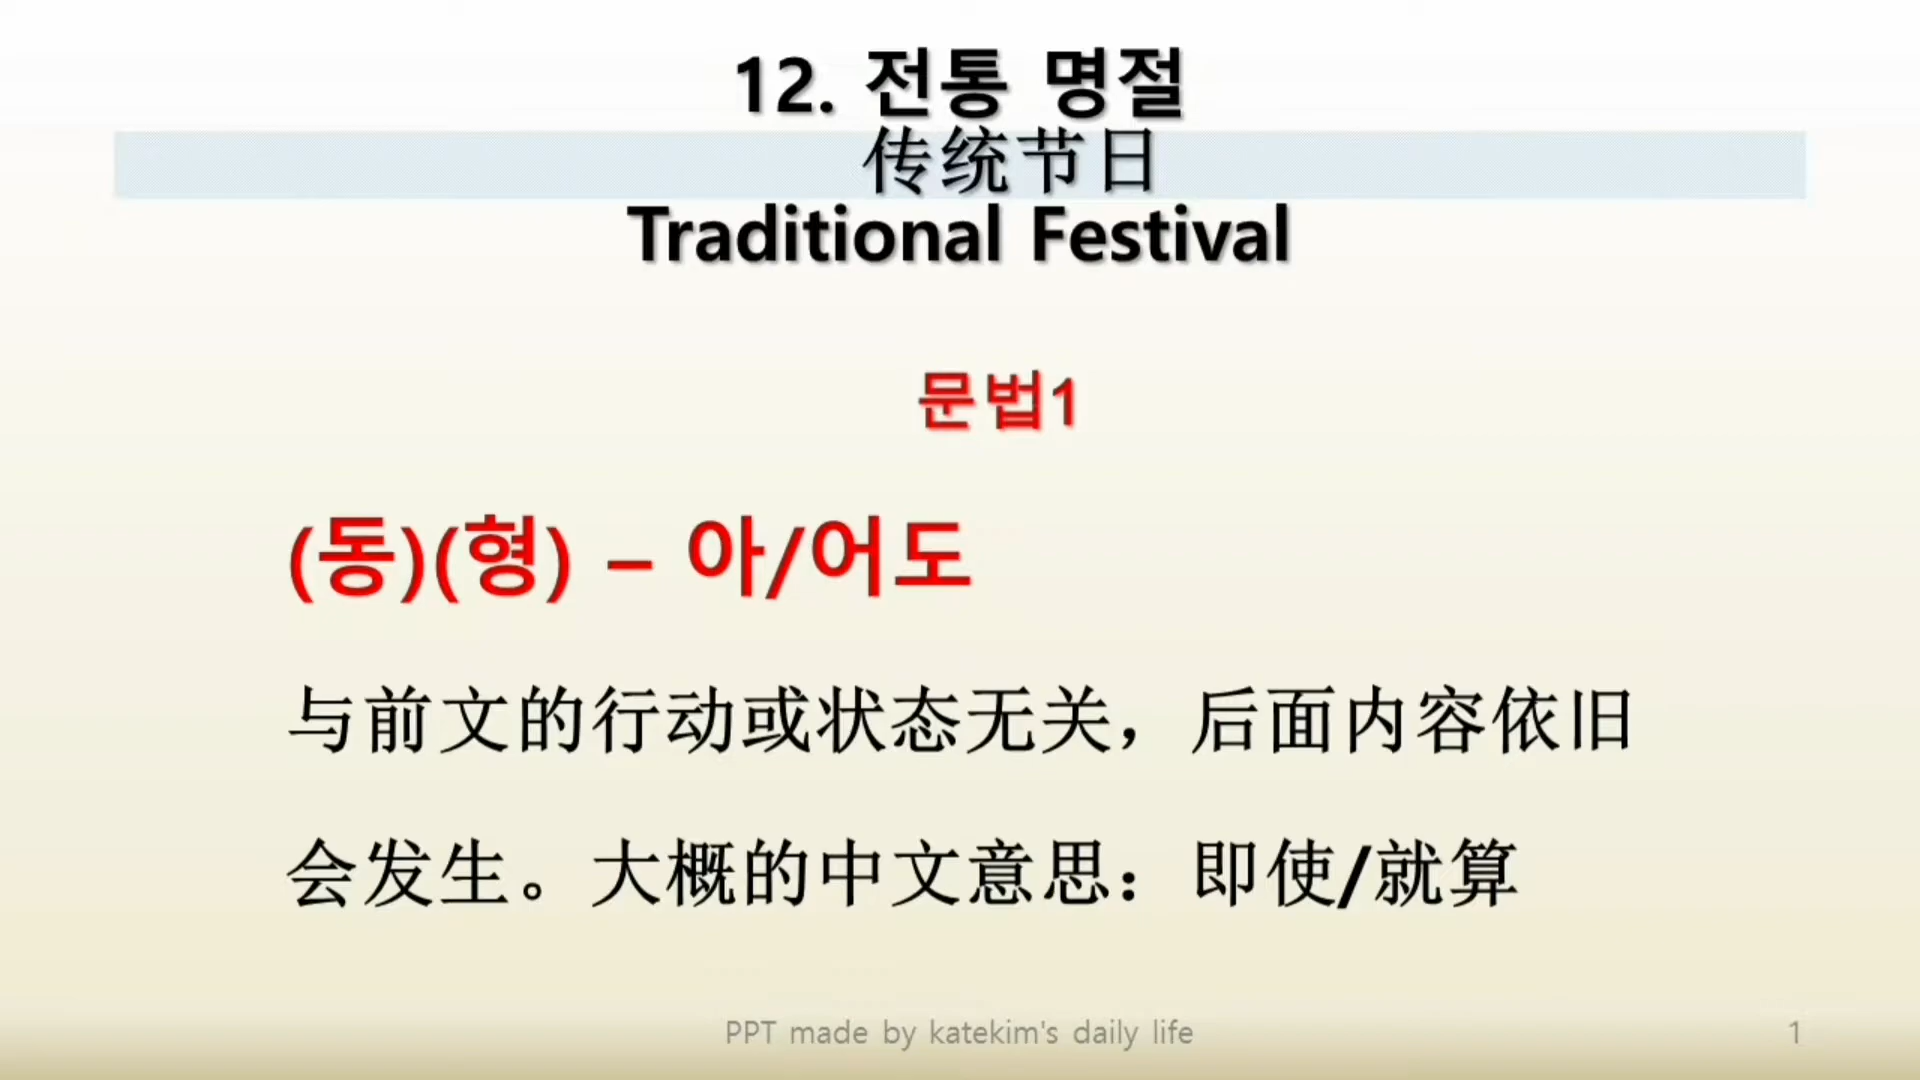 12. 전통 명절
传统节日
Traditional Festival
문법1
(동)(형) – 아/어도
与前文的行动或状态无关，后面内容依旧
会发生。大概的中文意思：即使/就算
PPT made by katekim's daily life
1